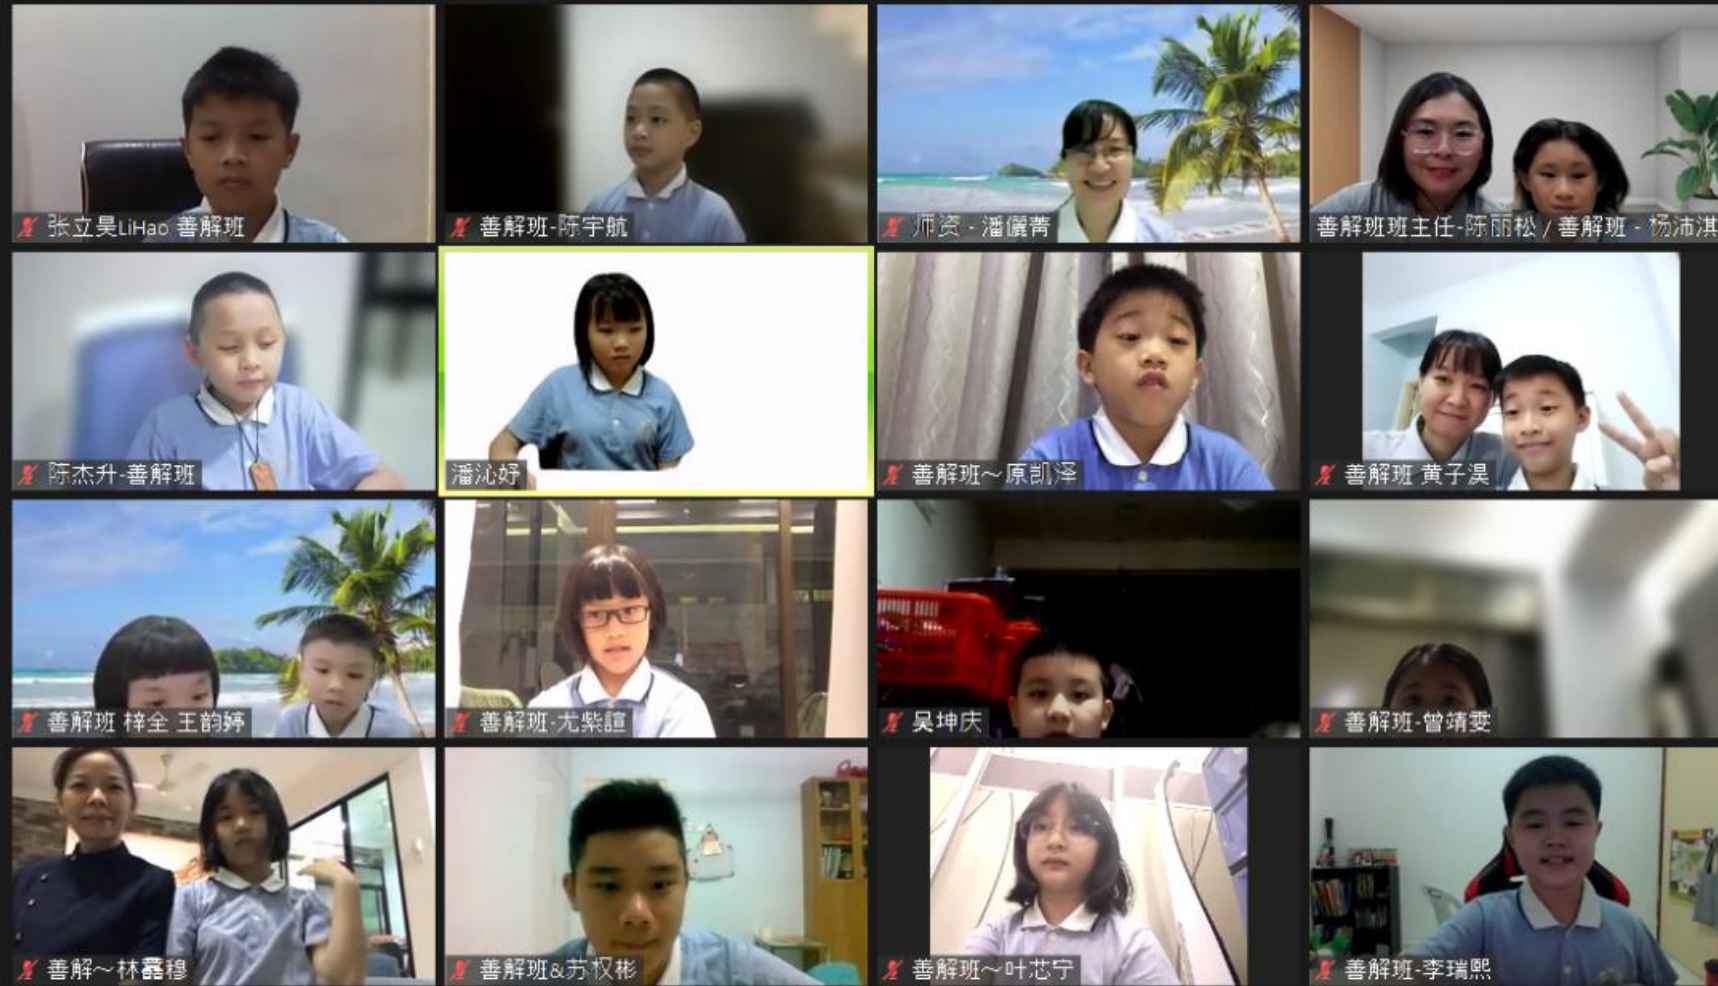 张立昊LiHao 善解班
善解班-陈宇航
师资 - 潘儷菁
善解班班主任-陈丽松 / 善解班 - 杨沛淇
陈杰升-善解班
潘沁妤
善解班～原凯泽
善解班 黄子淏
善解班 梓全 王韵婷
善解班-尤紫諠
吴坤庆
善解班-曾靖雯
善解～林馫穆
善解班&苏权彬
善解班～叶芯宁
善解班-李瑞熙